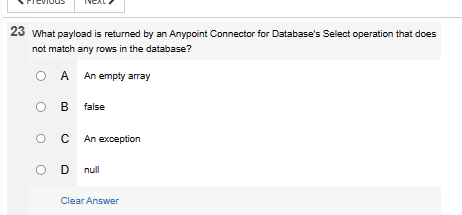 Previous Next
23 What payload is returned by an Anypoint Connector for Database's Select operation that does
not match any rows in the database?
A An empty array
B false
C An exception
D null
Clear Answer